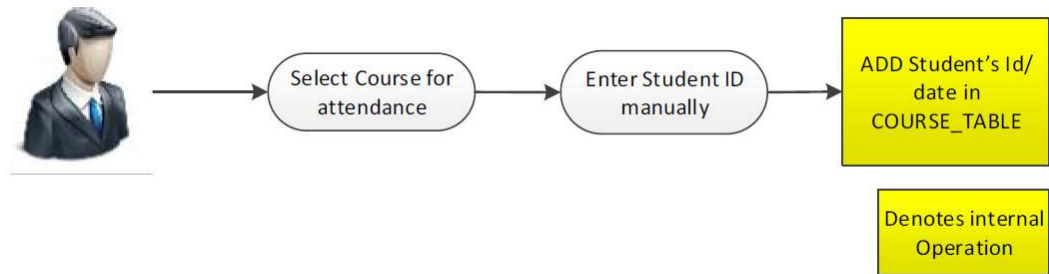 Select Course for
attendance
Enter Student ID
manually
ADD Student’s Id/
date in
COURSE_TABLE
Denotes internal
Operation